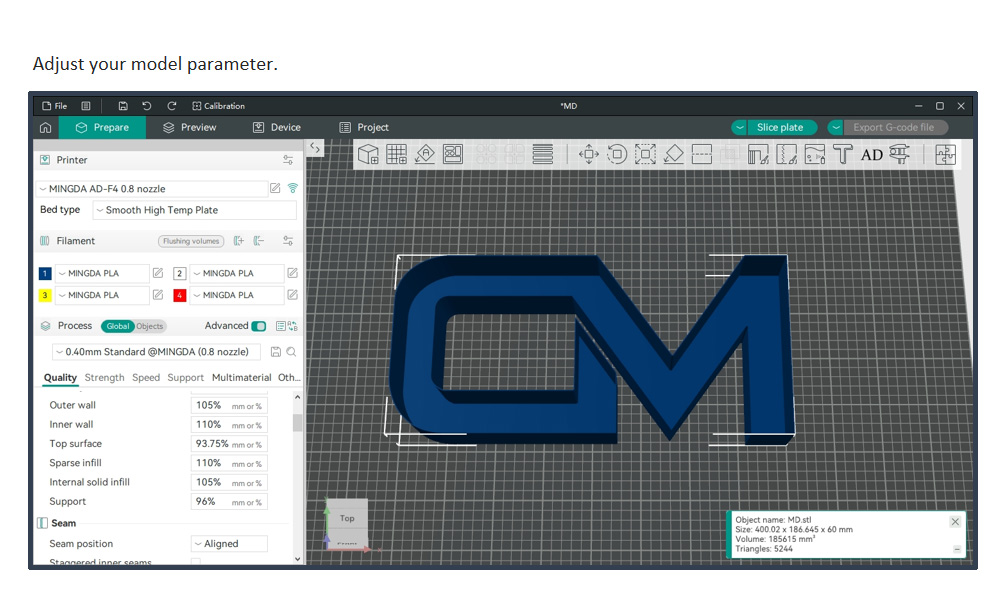 Adjust your model parameter.
File
Calibration
*MD
Prepare
Preview
Device
Project
Slice plate
Export G-code file
Printer
MINGDA AD-F4 0.8 nozzle
Bed type
Smooth High Temp Plate
Filament
Flushing volumes
1 MINGDA PLA
2 MINGDA PLA
3 MINGDA PLA
4 MINGDA PLA
Process Global Objects Advanced
0.40mm Standard @MINGDA (0.8 nozzle)
Quality Strength Speed Support Multimaterial Oth...
Outer wall 105% mm or %
Inner wall 110% mm or %
Top surface 93.75% mm or %
Sparse infill 110% mm or %
Internal solid infill 105% mm or %
Support 96% mm or %
Seam
Seam position Aligned
Staggered inner seams
AD
Top
Front
Object name: MD.stl
Size: 400.02 x 186.645 x 60 mm
Volume: 185615 mm³
Triangles: 5244